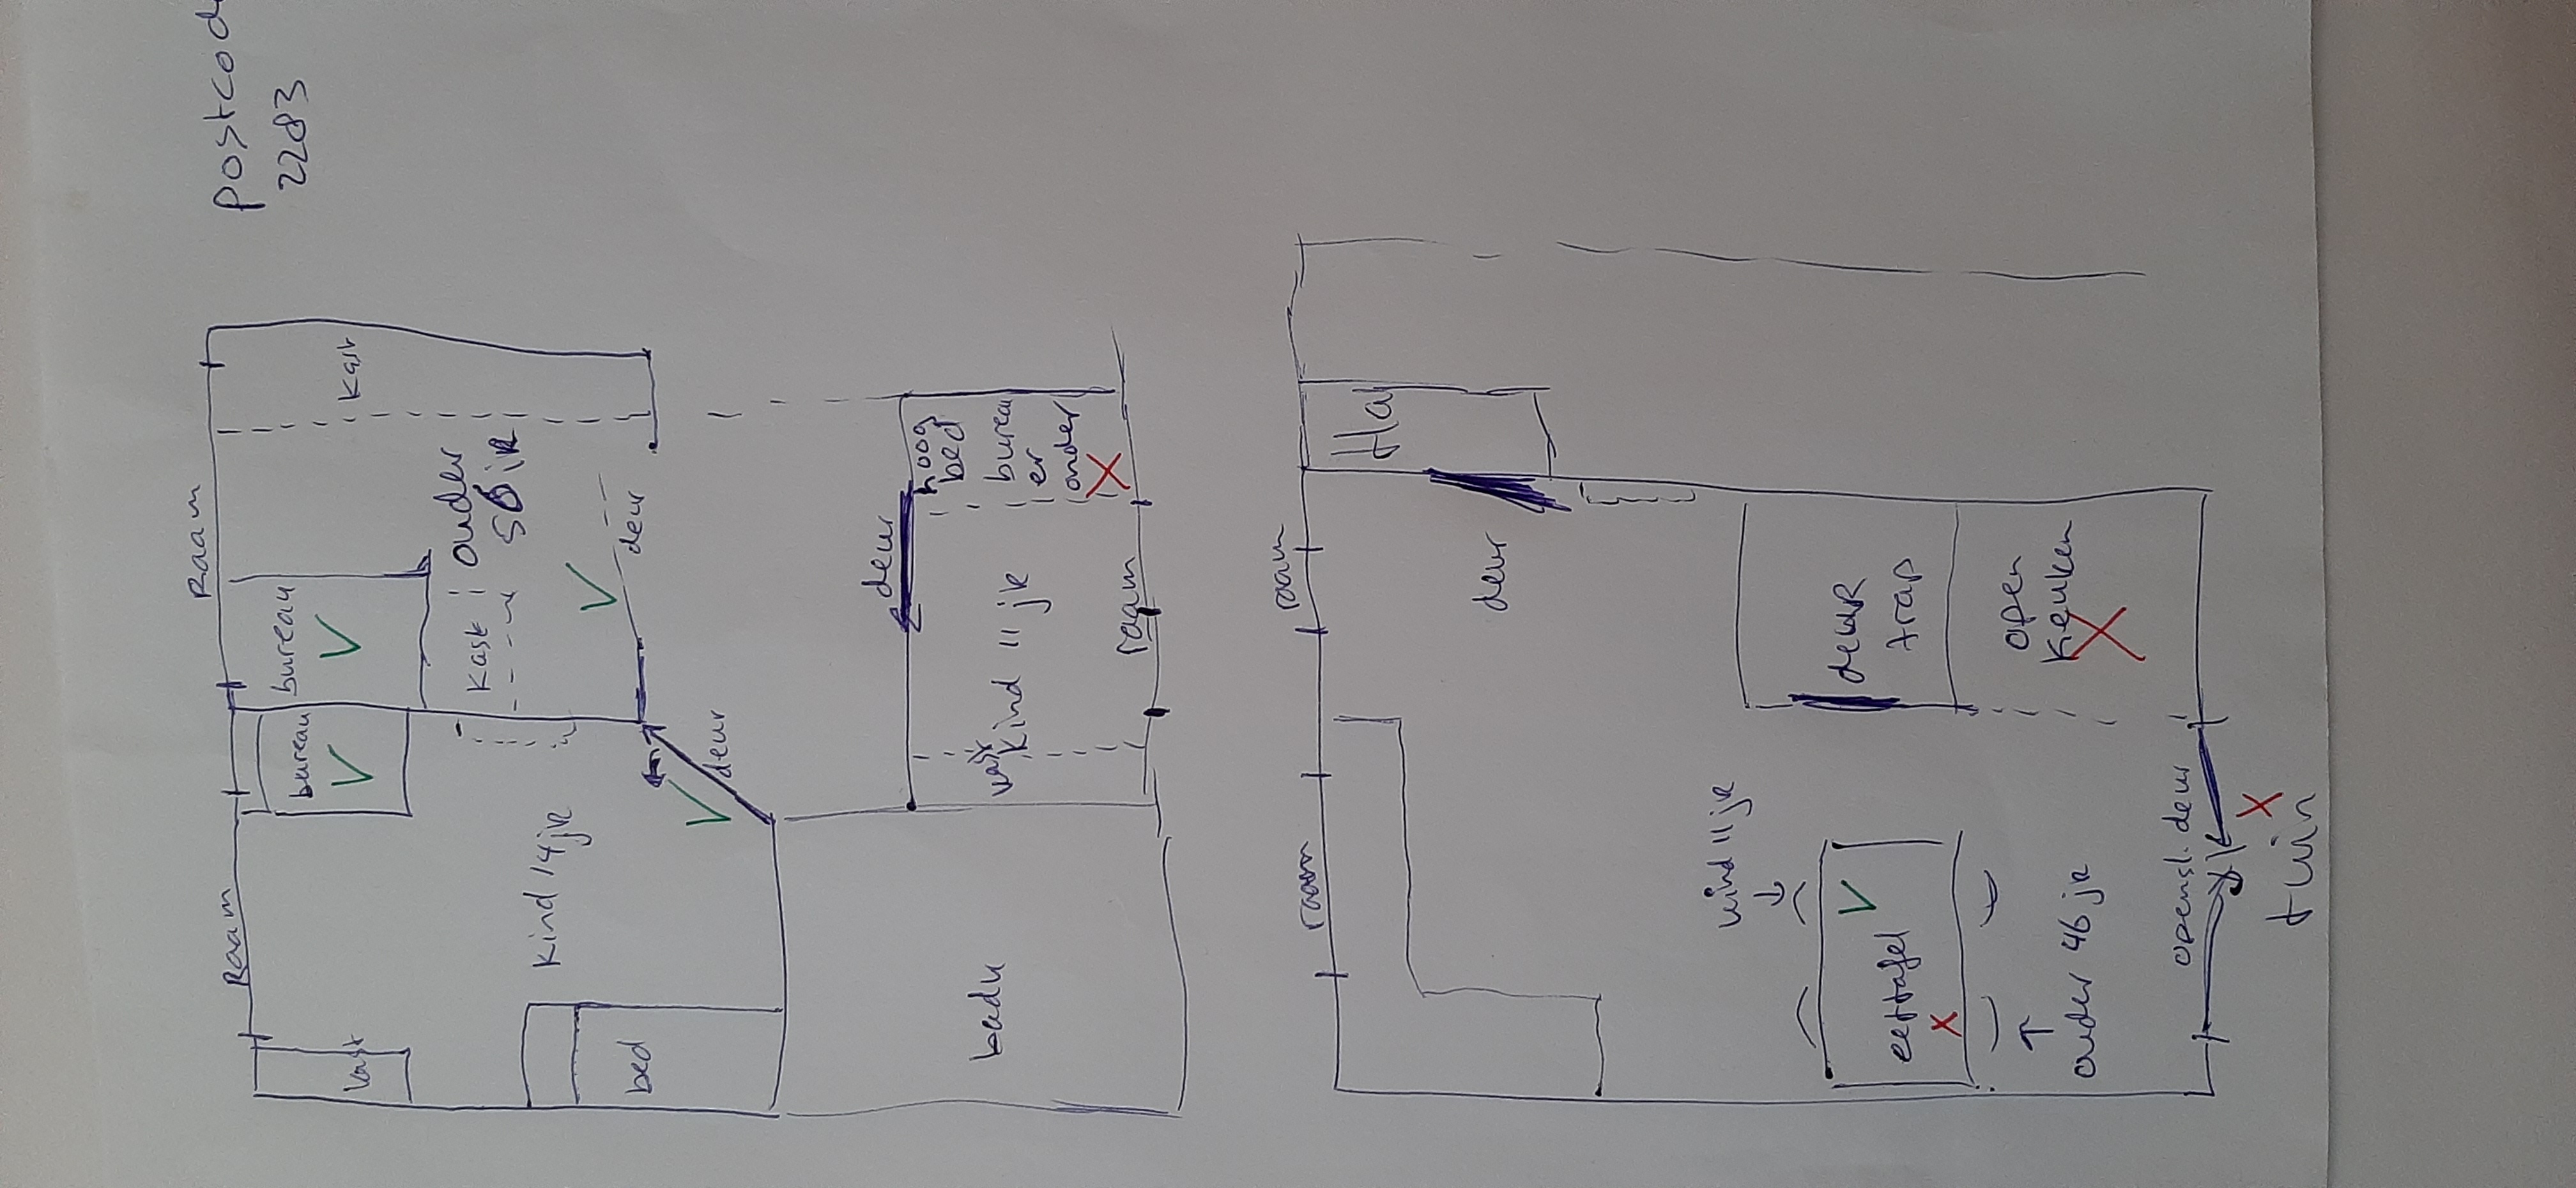 Raam
Raam
postcod
2283
kast
bureau
bureau
kast
kast
ouder
56 jr
kind 14 jr
bed
deur
deur
deur
hoog
bed
badk
kast
kind 11 jr
bureau
er
onder
raam
raam
raam
Hal
deur
kind 11 jr
eettafel
deur
trap
open
keuken
ouder 46 jr
opensl. deur
tuin